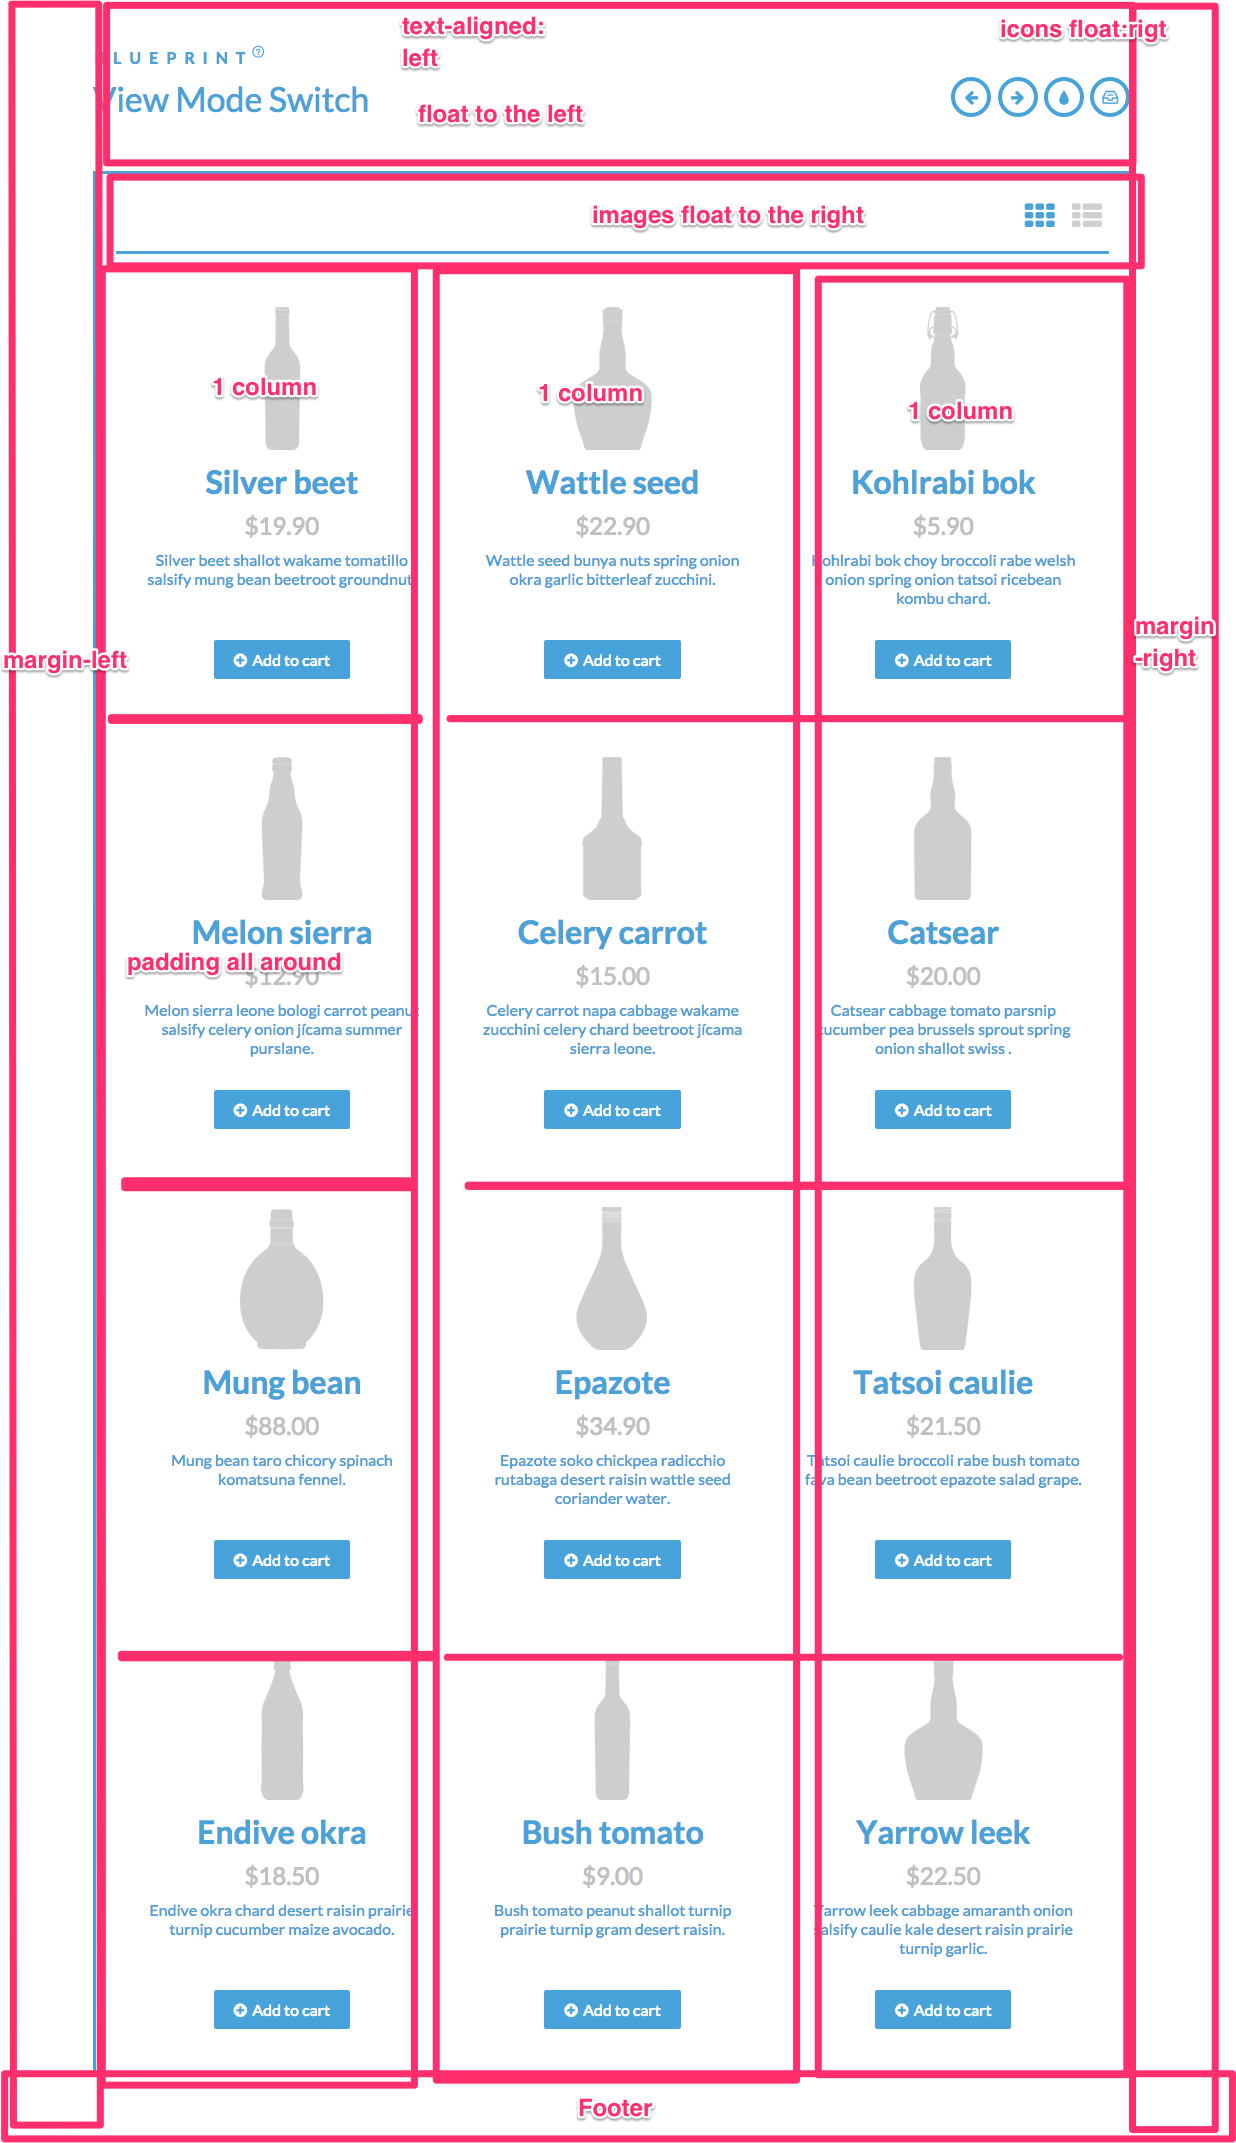 text-aligned:
left
icons float:rigt
LUEPRINT
View Mode Switch
float to the left
images float to the right
1 column
1 column
1 column
Silver beet
$19.90
Silver beet shallot wakame tomatillo
salsify mung bean beetroot groundnut
Add to cart
Wattle seed
$22.90
Wattle seed bunya nuts spring onion
okra garlic bitterleaf zucchini.
Add to cart
Kohlrabi bok
$5.90
Kohlrabi bok choy broccoli rabe welsh
onion spring onion tatsoi ricebean
kombu chard.
Add to cart
margin-left
margin
-right
Melon sierra
padding all around
$12.90
Melon sierra leone bologi carrot peanut
salsify celery onion jícama summer
purslane.
Add to cart
Celery carrot
$15.00
Celery carrot napa cabbage wakame
zucchini celery chard beetroot jícama
sierra leone.
Add to cart
Catsear
$20.00
Catsear cabbage tomato parsnip
cucumber pea brussels sprout spring
onion shallot swiss .
Add to cart
Mung bean
$88.00
Mung bean taro chicory spinach
komatsuna fennel.
Add to cart
Epazote
$34.90
Epazote soko chickpea radicchio
rutabaga desert raisin wattle seed
coriander water.
Add to cart
Tatsoi caulie
$21.50
Tatsoi caulie broccoli rabe bush tomato
fava bean beetroot epazote salad grape.
Add to cart
Endive okra
$18.50
Endive okra chard desert raisin prairie
turnip cucumber maize avocado.
Add to cart
Bush tomato
$9.00
Bush tomato peanut shallot turnip
prairie turnip gram desert raisin.
Add to cart
Yarrow leek
$22.50
Yarrow leek cabbage amaranth onion
salsify caulie kale desert raisin prairie
turnip garlic.
Add to cart
Footer